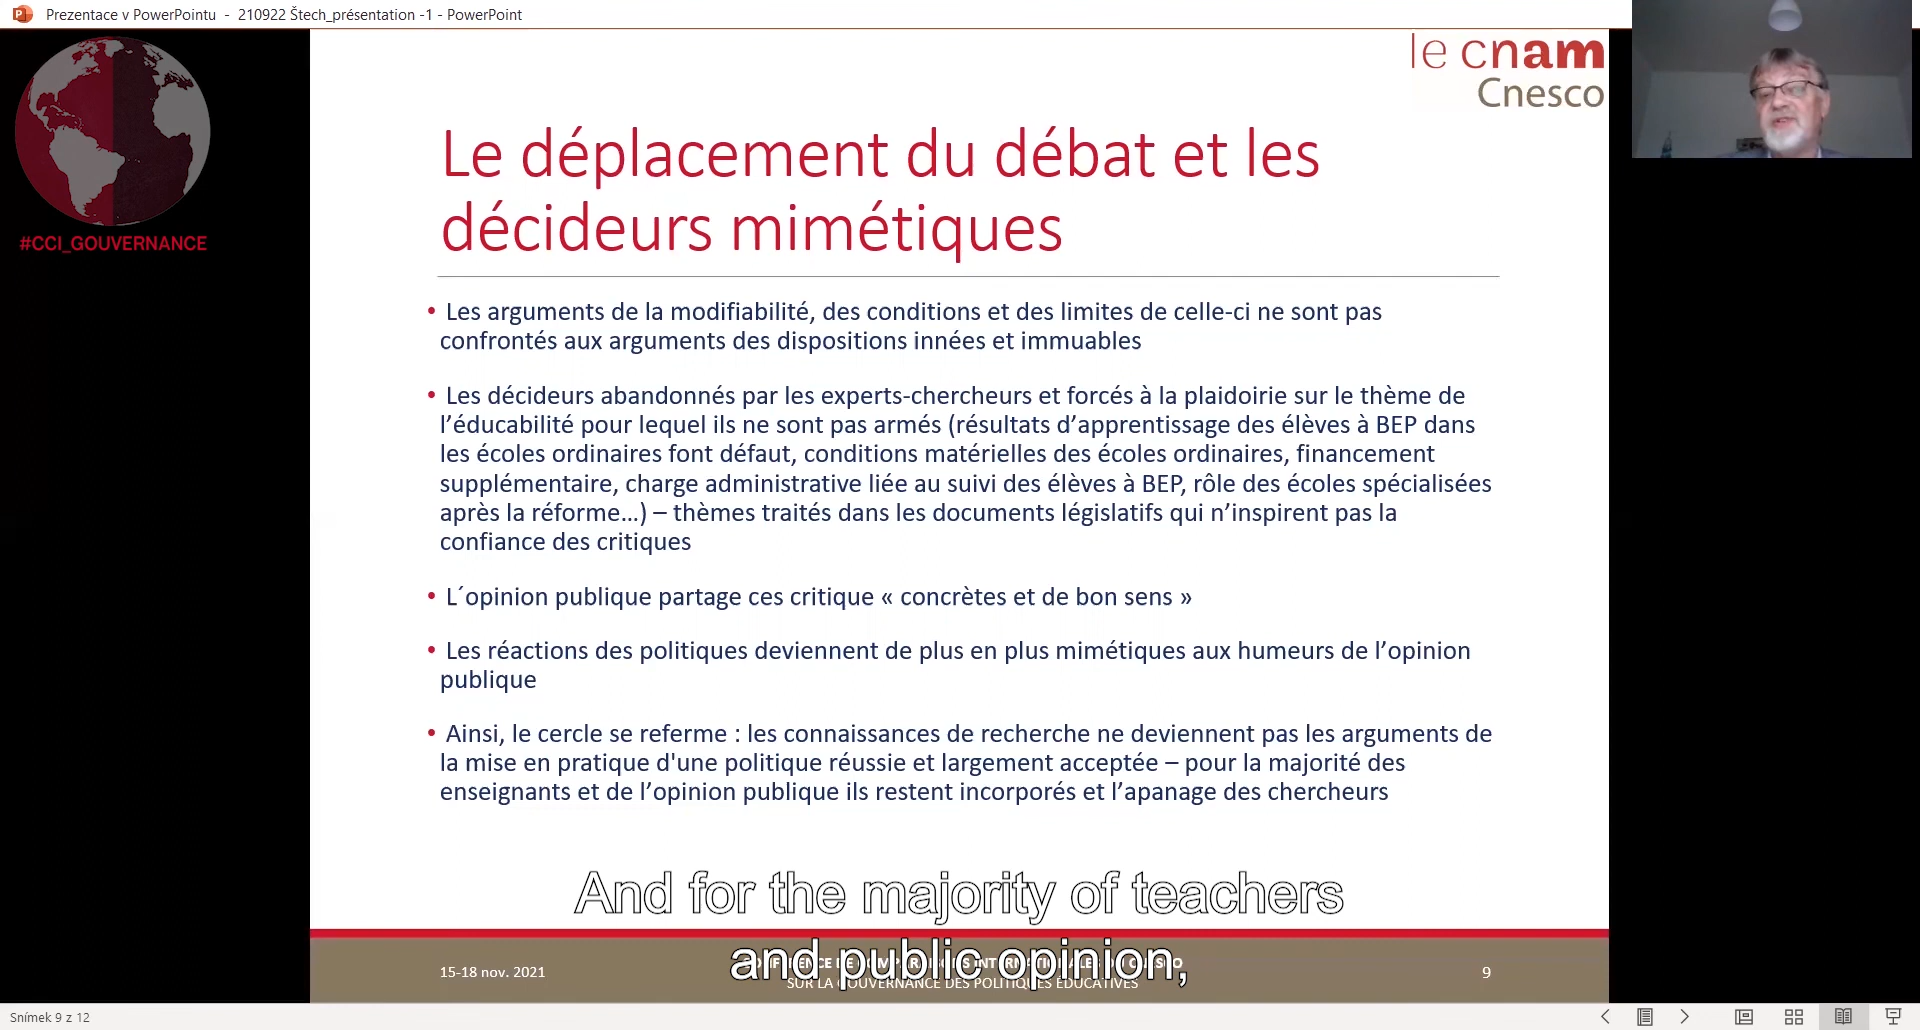 Prezentace v PowerPointu - 210922 Štech_présentation -1 - PowerPoint
le cnam
Cnesco
#CCI_GOUVERNANCE
Le déplacement du débat et les
décideurs mimétiques
• Les arguments de la modifiabilité, des conditions et des limites de celle-ci ne sont pas
confrontés aux arguments des dispositions innées et immuables
• Les décideurs abandonnés par les experts-chercheurs et forcés à la plaidoirie sur le thème de
l’éducabilité pour lequel ils ne sont pas armés (résultats d’apprentissage des élèves à BEP dans
les écoles ordinaires font défaut, conditions matérielles des écoles ordinaires, financement
supplémentaire, charge administrative liée au suivi des élèves à BEP, rôle des écoles spécialisées
après la réforme…) – thèmes traités dans les documents législatifs qui n’inspirent pas la
confiance des critiques
• L´opinion publique partage ces critique « concrètes et de bon sens »
• Les réactions des politiques deviennent de plus en plus mimétiques aux humeurs de l’opinion
publique
• Ainsi, le cercle se referme : les connaissances de recherche ne deviennent pas les arguments de
la mise en pratique d'une politique réussie et largement acceptée – pour la majorité des
enseignants et de l’opinion publique ils restent incorporés et l’apanage des chercheurs
And for the majority of teachers
and public opinion,
15-18 nov. 2021
SUR LA GOUVERNANCE DES POLITIQUES ÉDUCATIVES
9
Snímek 9 z 12